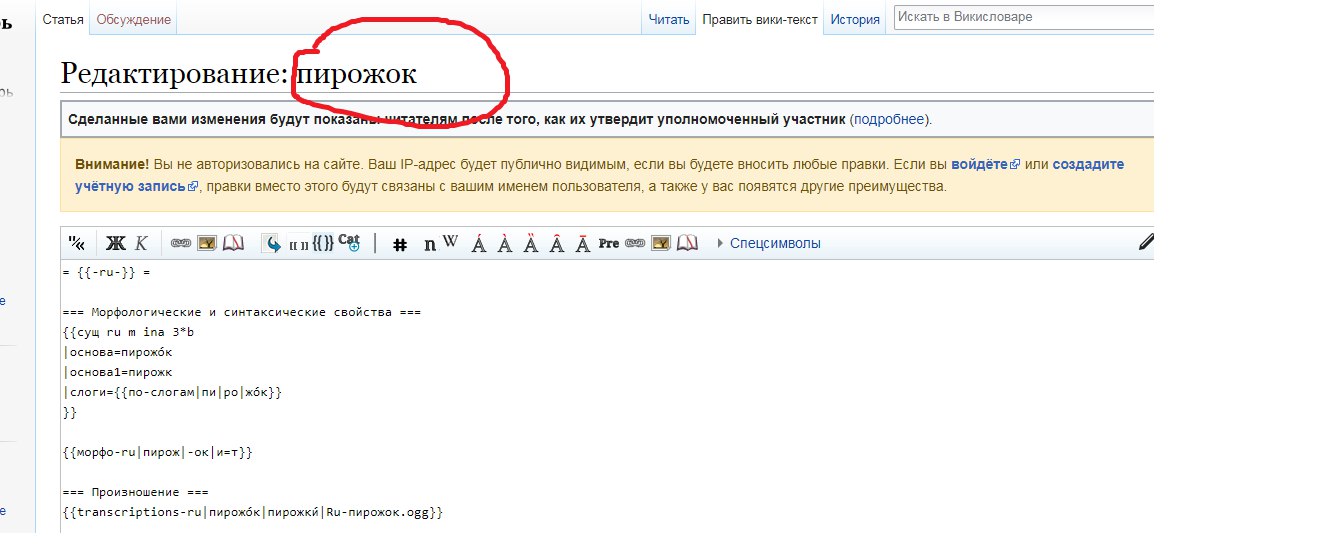 ь
Статья Обсуждение Читать Править вики-текст История Искать в Викисловаре
Редактирование: пирожок
рь
Сделанные вами изменения будут показаны читателям после того, как их утвердит уполномоченный участник (подробнее).
Внимание! Вы не авторизовались на сайте. Ваш IP-адрес будет публично видимым, если вы будете вносить любые правки. Если вы войдёте или создадите
учётную запись, правки вместо этого будут связаны с вашим именем пользователя, а также у вас появятся другие преимущества.
"« Ж К [[ ]] {{}} Cat # n W Á À Ä Â Ā Pre Спецсимволы
= {{-ru-}} =
е
=== Морфологические и синтаксические свойства ===
{{сущ ru m ina 3*b
|основа=пирожо́к
|основа1=пирожк
|слоги={{по-слогам|пи|ро|жо́к}}
}}
{{морфо-ru|пирож|-ок|и=т}}
=== Произношение ===
е
{{transcriptions-ru|пирожо́к|пирожки́|Ru-пирожок.ogg}}